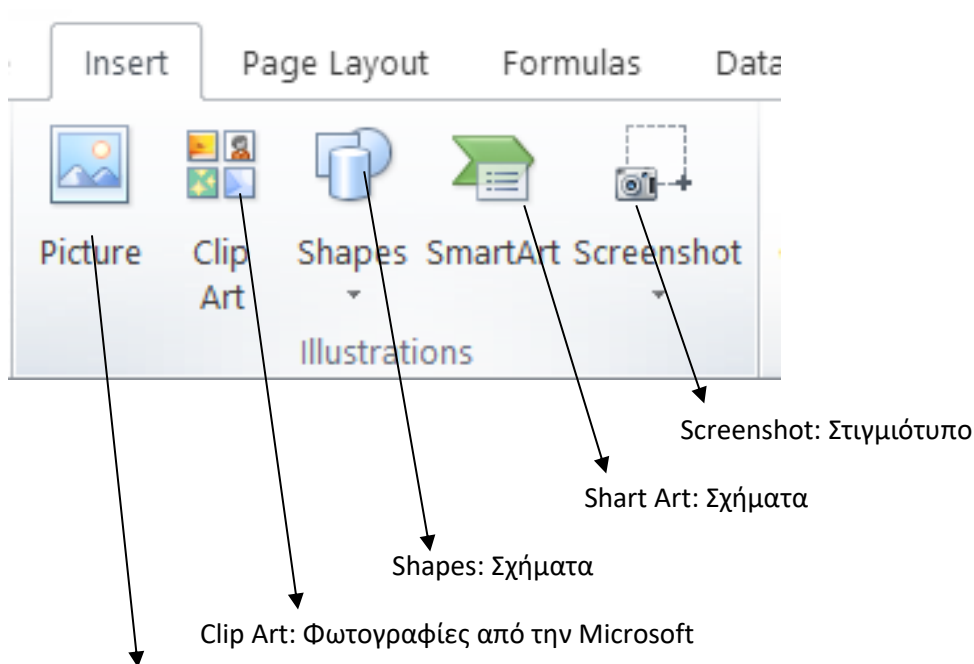 Insert Page Layout Formulas Data
Picture Clip Art Shapes SmartArt Screenshot
Illustrations
Screenshot: Στιγμιότυπο
Shart Art: Σχήματα
Shapes: Σχήματα
Clip Art: Φωτογραφίες από την Microsoft